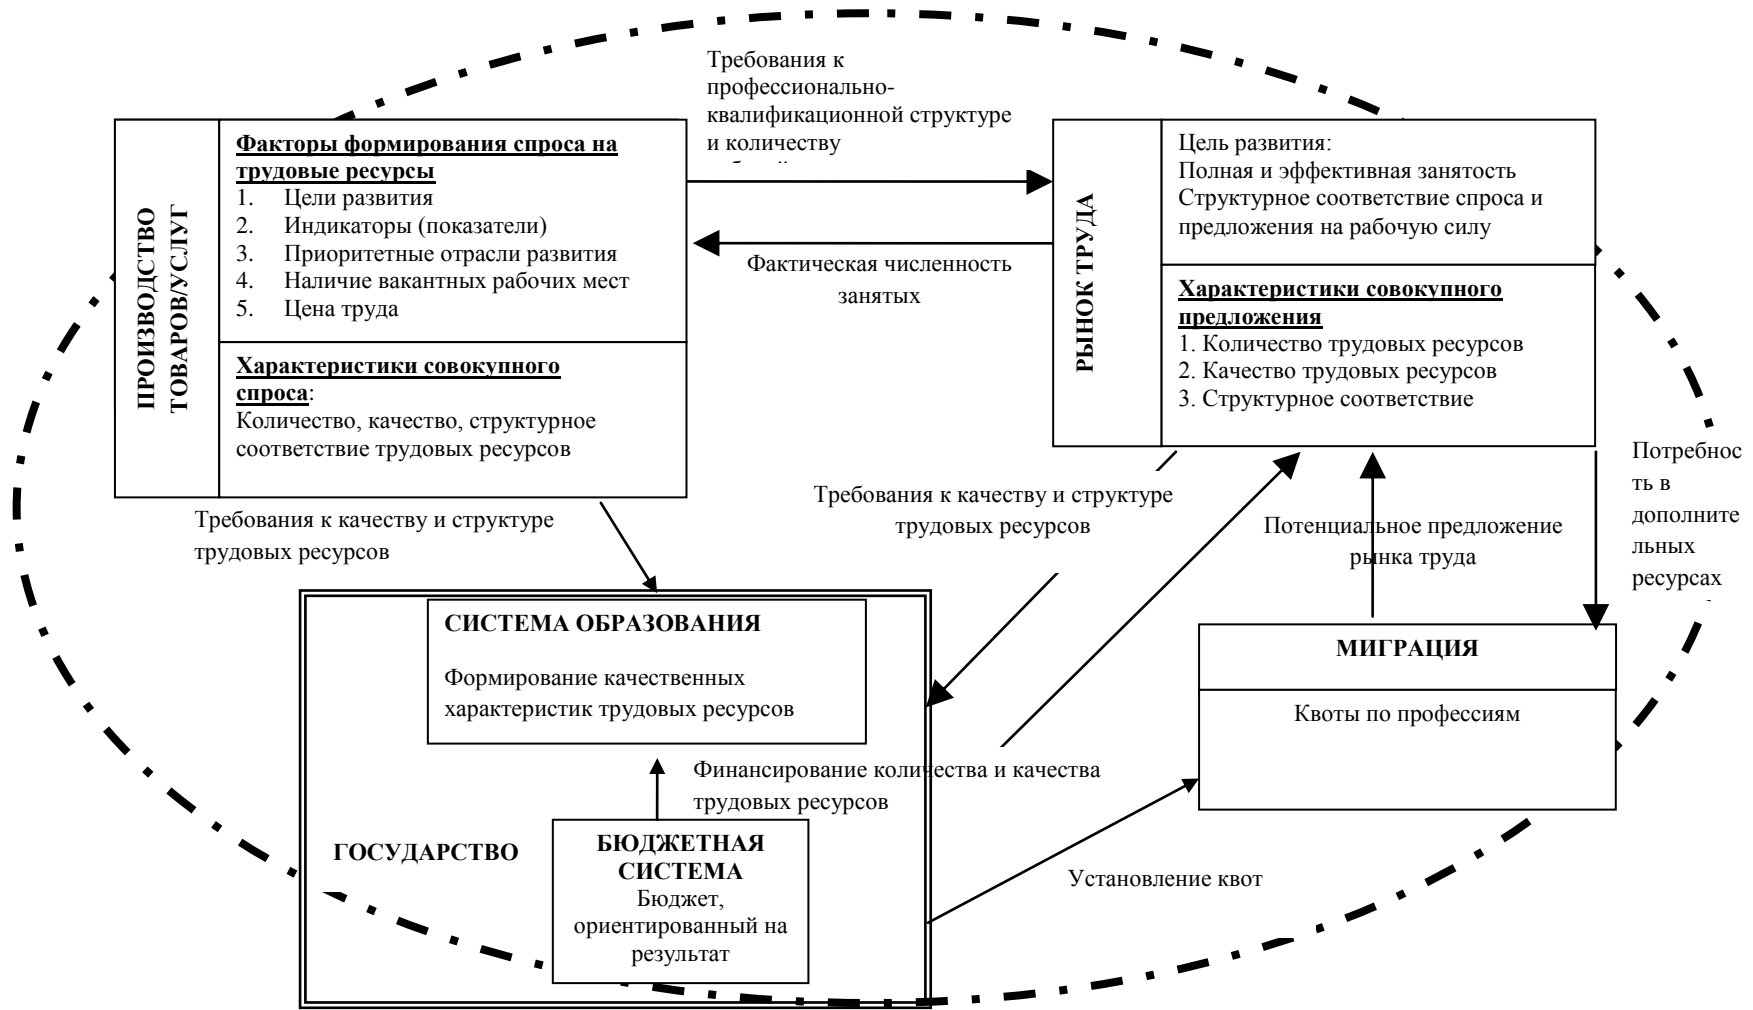 Требования к
профессионально-
квалификационной структуре
и количеству
ПРОИЗВОДСТВО
ТОВАРОВ/УСЛУГ
Факторы формирования спроса на
трудовые ресурсы
1. Цели развития
2. Индикаторы (показатели)
3. Приоритетные отрасли развития
4. Наличие вакантных рабочих мест
5. Цена труда
Характеристики совокупного
спроса:
Количество, качество, структурное
соответствие трудовых ресурсов
Фактическая численность
занятых
РЫНОК ТРУДА
Цель развития:
Полная и эффективная занятость
Структурное соответствие спроса и
предложения на рабочую силу
Характеристики совокупного
предложения
1. Количество трудовых ресурсов
2. Качество трудовых ресурсов
3. Структурное соответствие
Требования к качеству и структуре
трудовых ресурсов
Требования к качеству и структуре
трудовых ресурсов
Потенциальное предложение
рынка труда
Потребнос
ть в
дополните
льных
ресурсах
СИСТЕМА ОБРАЗОВАНИЯ
Формирование качественных
характеристик трудовых ресурсов
МИГРАЦИЯ
Квоты по профессиям
Финансирование количества и качества
трудовых ресурсов
ГОСУДАРСТВО
БЮДЖЕТНАЯ
СИСТЕМА
Бюджет,
ориентированный на
результат
Установление квот